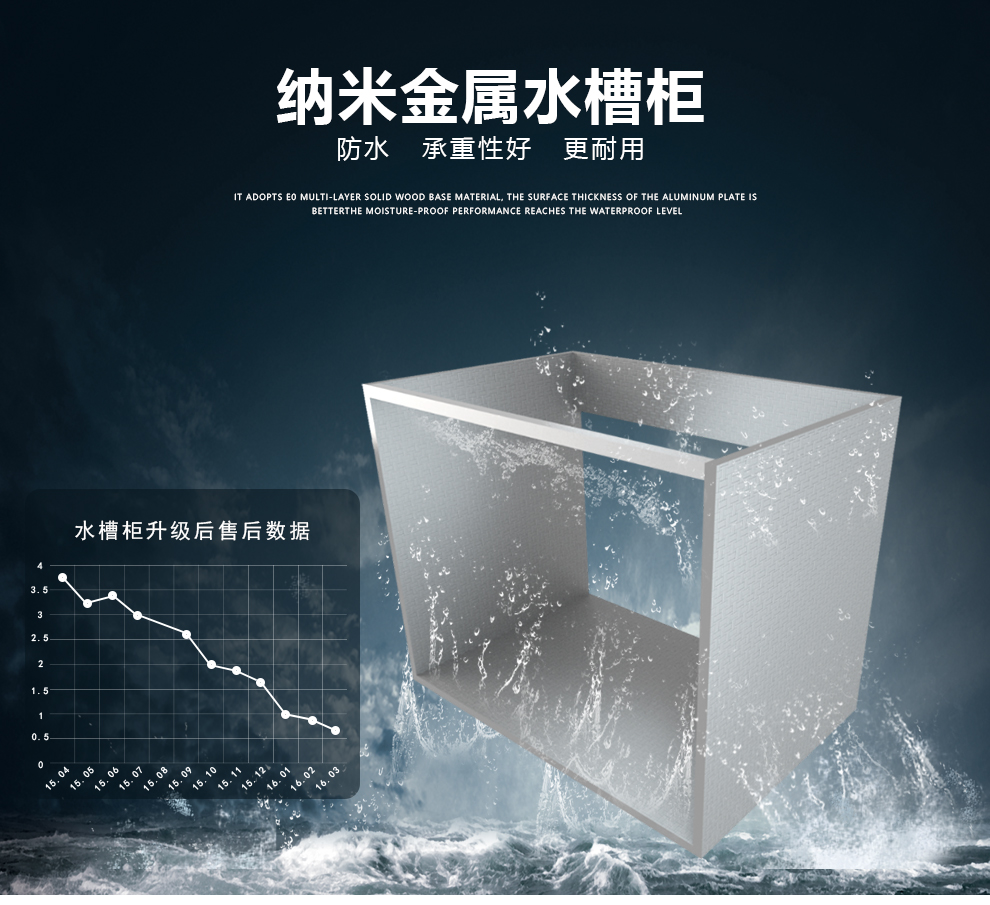 纳米金属水槽柜
防水 承重性好 更耐用
IT ADOPTS E0 MULTI-LAYER SOLID WOOD BASE MATERIAL, THE SURFACE THICKNESS OF THE ALUMINUM PLATE IS
BETTERTHE MOISTURE-PROOF PERFORMANCE REACHES THE WATERPROOF LEVEL
水槽柜升级后售后数据
4
3.5
3
2.5
2
1.5
1
0.5
0
15.04 15.05 15.06 15.07 15.08 15.09 15.10 15.11 15.12 16.01 16.02 16.03